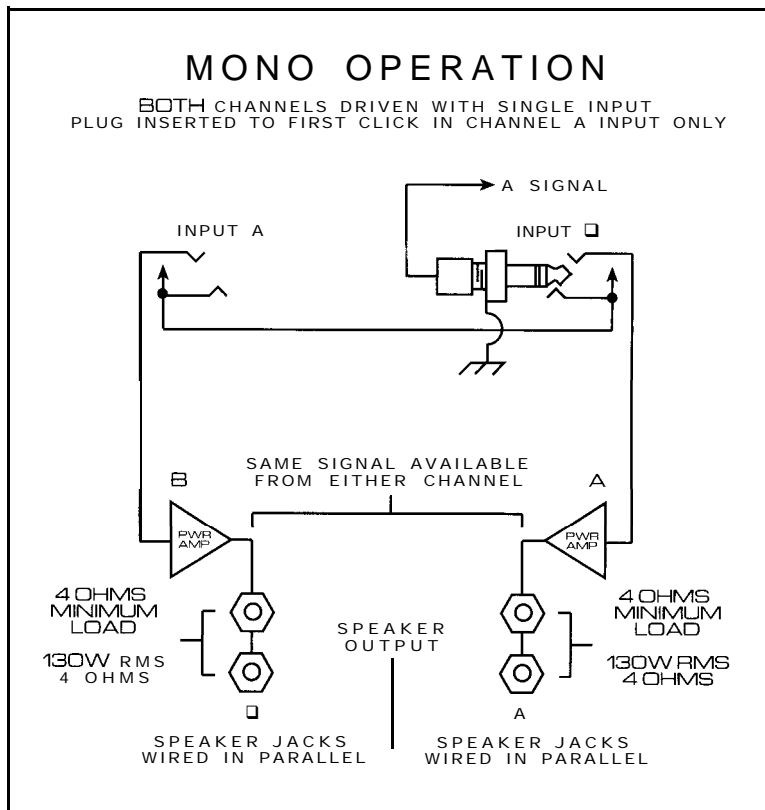 MONO OPERATION
BOTH CHANNELS DRIVEN WITH SINGLE INPUT
PLUG INSERTED TO FIRST CLICK IN CHANNEL A INPUT ONLY
A SIGNAL
INPUT A
INPUT ❑
SAME SIGNAL AVAILABLE
FROM EITHER CHANNEL
B
A
PWR
AMP
PWR
AMP
4 OHMS
MINIMUM
LOAD
130W RMS
4 OHMS
SPEAKER
OUTPUT
4 OHMS
MINIMUM
LOAD
130W RMS
4 OHMS
❑
A
SPEAKER JACKS
WIRED IN PARALLEL
SPEAKER JACKS
WIRED IN PARALLEL